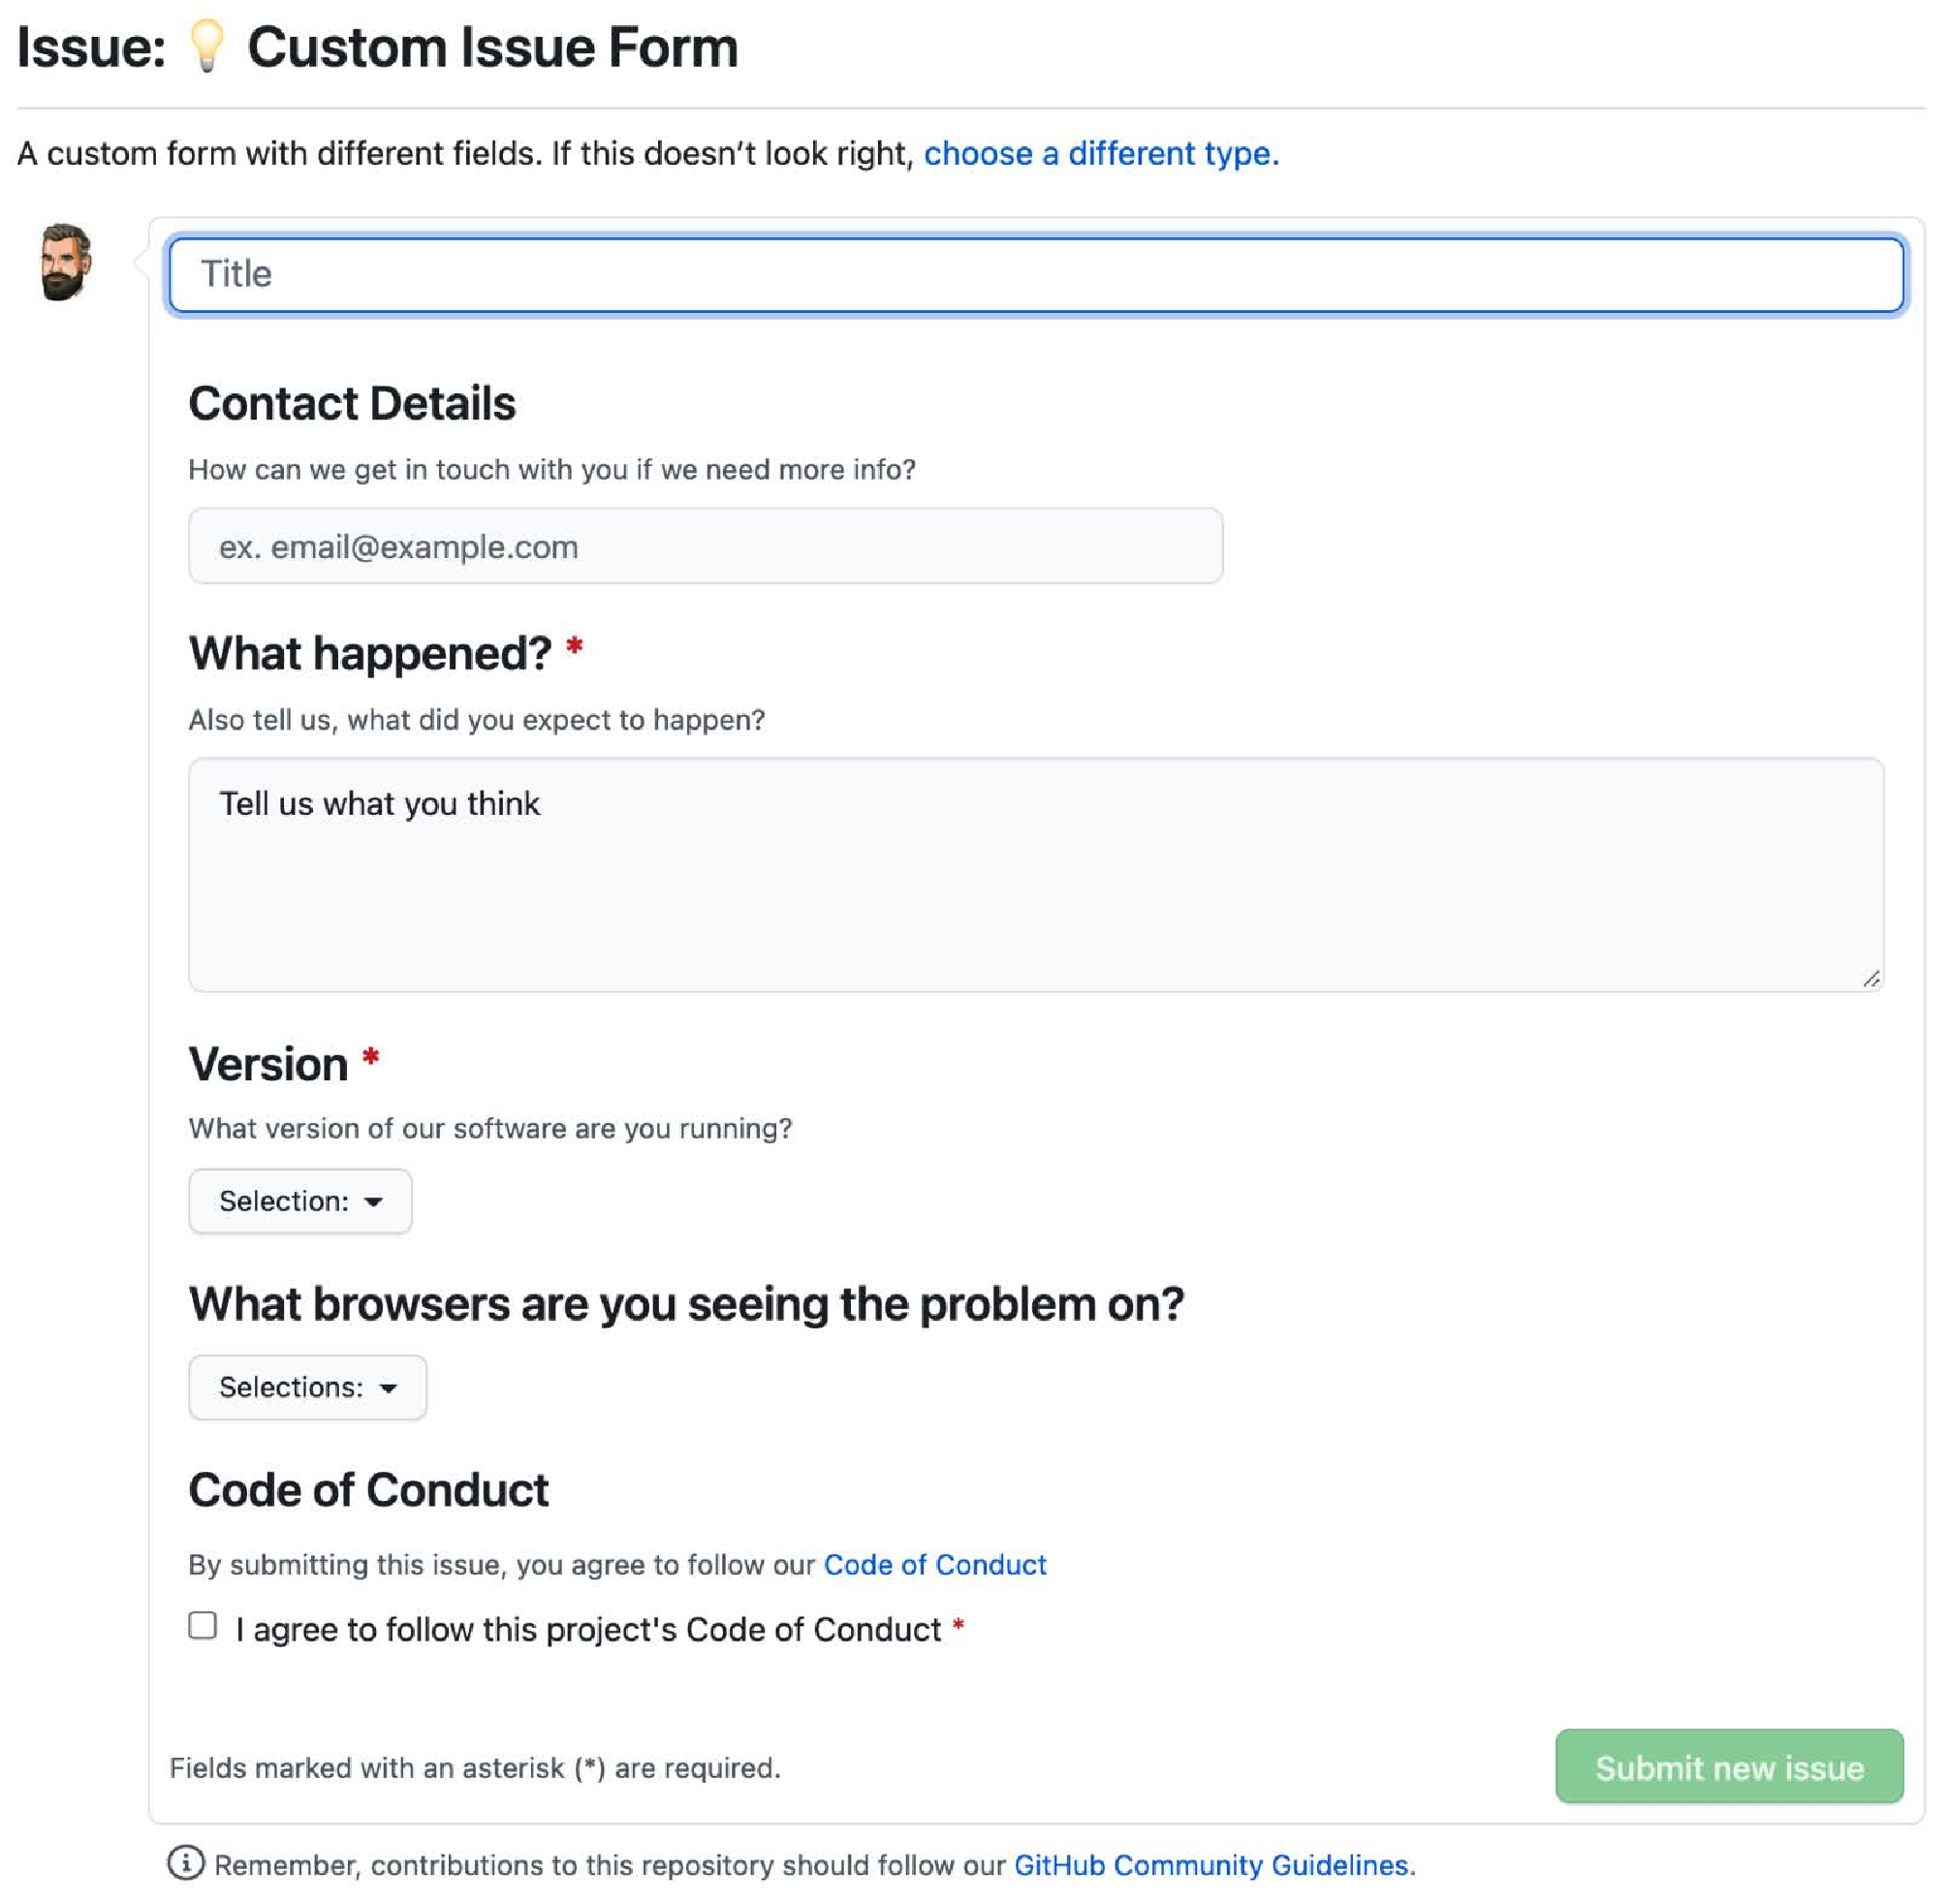 Issue: 💡 Custom Issue Form
A custom form with different fields. If this doesn’t look right, choose a different type.
Title
Contact Details
How can we get in touch with you if we need more info?
ex. email@example.com
What happened? *
Also tell us, what did you expect to happen?
Tell us what you think
Version *
What version of our software are you running?
Selection:
What browsers are you seeing the problem on?
Selections:
Code of Conduct
By submitting this issue, you agree to follow our Code of Conduct
I agree to follow this project's Code of Conduct *
Fields marked with an asterisk (*) are required.
Submit new issue
Remember, contributions to this repository should follow our GitHub Community Guidelines.